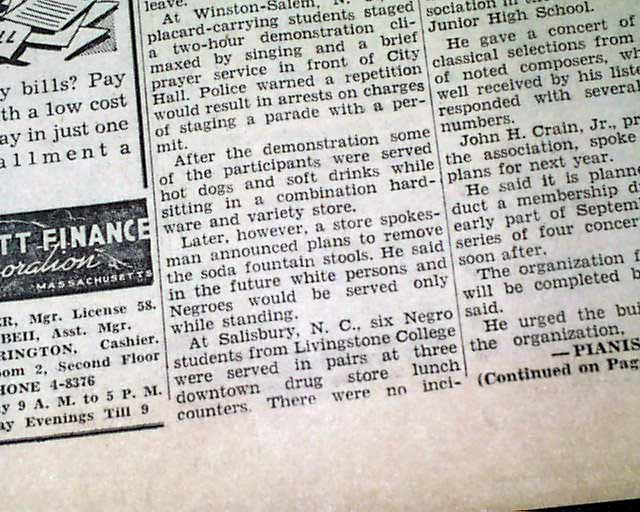 LL
y bills? Pay
th a low cost
ay in just one
allment a
TT FINANCE
oration
MASSACHUSETTS
ER, Mgr. License 58.
BEII, Asst. Mgr.
RINGTON, Cashier.
oom 2, Second Floor
HONE 4-8376
y 9 A. M. to 5 P. M.
ay Evenings Till 9
leave.
At Winston-Salem, N. C.,
placard-carrying students staged
a two-hour demonstration cli-
maxed by singing and a brief
prayer service in front of City
Hall. Police warned a repetition
would result in arrests on charges
of staging a parade with a per-
mit.
After the demonstration some
of the participants were served
hot dogs and soft drinks while
sitting in a combination hard-
ware and variety store.
Later, however, a store spokes-
man announced plans to remove
the soda fountain stools. He said
in the future white persons and
Negroes would be served only
while standing.
At Salisbury, N. C., six Negro
students from Livingstone College
were served in pairs at three
downtown drug store lunch
counters. There were no inci-
sociation in
Junior High School.
He gave a concert of
classical selections from
of noted composers, w
well received by his liste
responded with several
numbers.
John H. Crain, Jr., pr
the association, spoke
plans for next year.
He said it is planne
duct a membership d
early part of Septem
series of four concer
soon after.
The organization f
will be completed b
said.
He urged the bu
the organization,
—PIANIS
(Continued on Pag